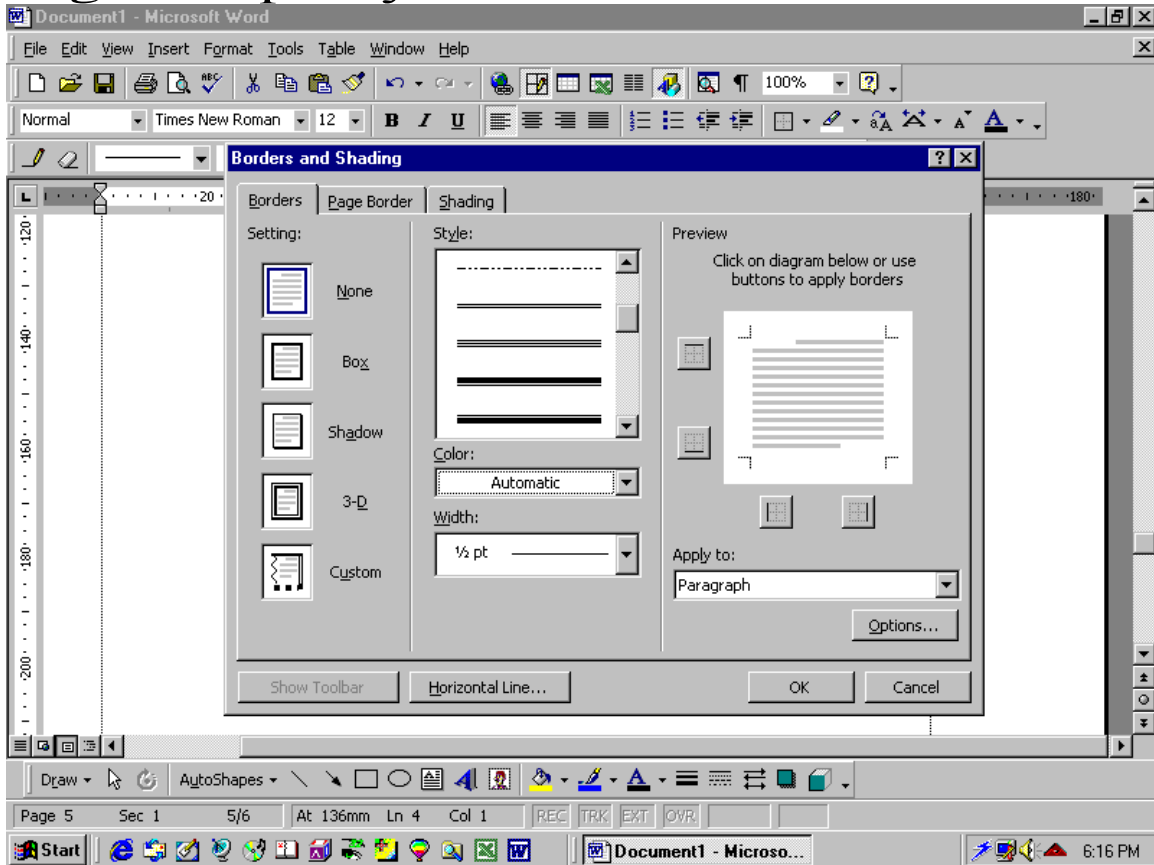 Document1 - Microsoft Word
File Edit View Insert Format Tools Table Window Help
ABC ¶ 100%
Normal Times New Roman 12 B I U A A A
Borders and Shading
L 20 180
Borders Page Border Shading
Setting: Style: Preview
Click on diagram below or use
buttons to apply borders
None
Box
Shadow
3-D
Custom
Color:
Automatic
Width:
½ pt
Apply to:
Paragraph
Options...
Show Toolbar Horizontal Line... OK Cancel
120
140
160
180
200
Draw AutoShapes A A
Page 5 Sec 1 5/6 At 136mm Ln 4 Col 1 REC TRK EXT OVR
Start Document1 - Microso... 6:16 PM